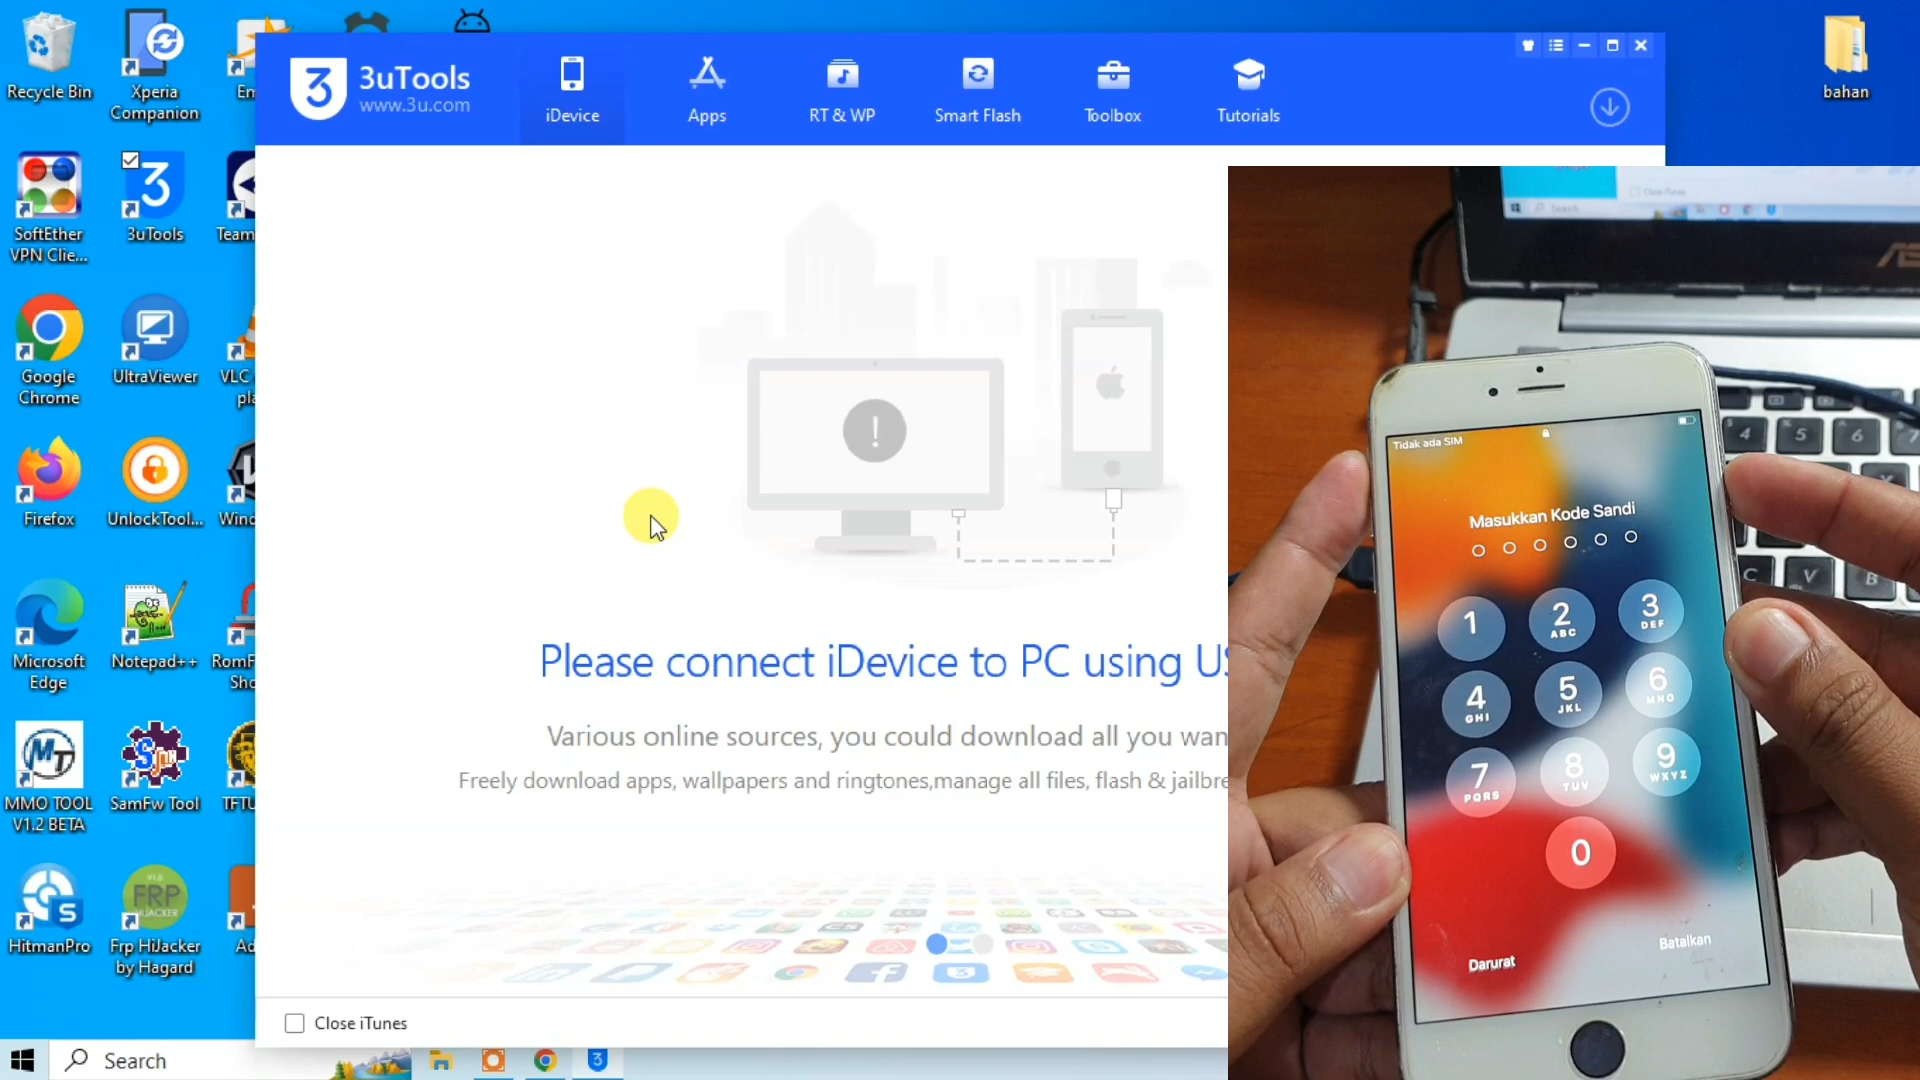 Recycle Bin
Xperia
Companion
bahan
3uTools
www.3u.com
iDevice
Apps
RT & WP
Smart Flash
Toolbox
Tutorials
SoftEther
VPN Clie...
3uTools
Google
Chrome
UltraViewer
VLC
Firefox
UnlockTool...
Microsoft
Edge
Notepad++
MMO TOOL
V1.2 BETA
SamFw Tool
HitmanPro
FRP
HIJACKER
Frp HiJacker
by Hagard
Please connect iDevice to PC using
Various online sources, you could download all you
Freely download apps, wallpapers and ringtones,manage all files, flash &
Close iTunes
Search
Tidak ada SIM
Masukkan Kode Sandi
1
2
ABC
3
DEF
4
GHI
5
JKL
6
MNO
7
PQRS
8
TUV
9
WXYZ
0
Darurat
Batalkan